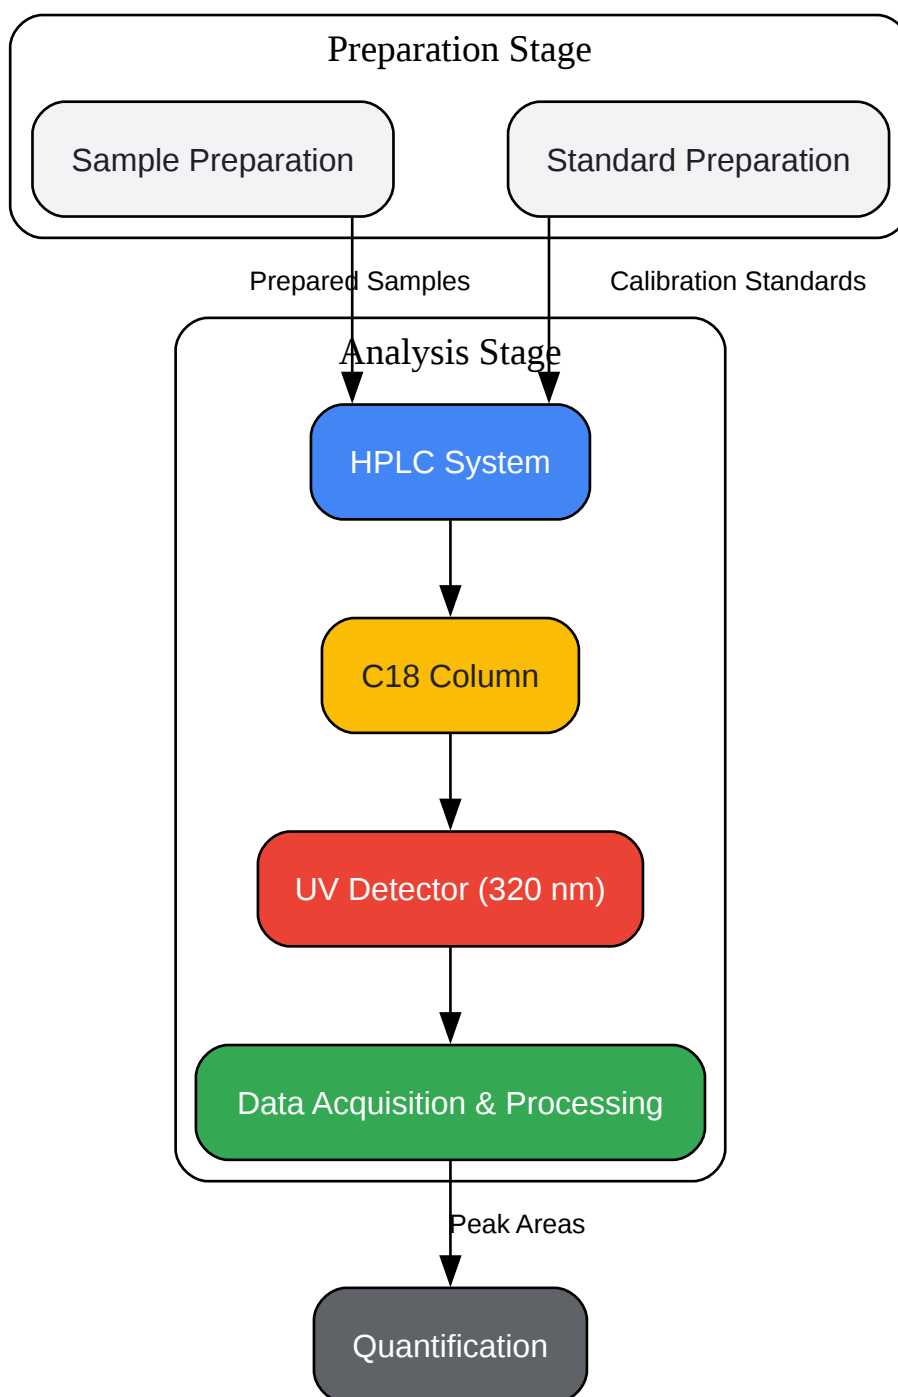 Preparation Stage
Sample Preparation
Standard Preparation
Prepared Samples
Calibration Standards
Analysis Stage
HPLC System
C18 Column
UV Detector (320 nm)
Data Acquisition & Processing
Peak Areas
Quantification